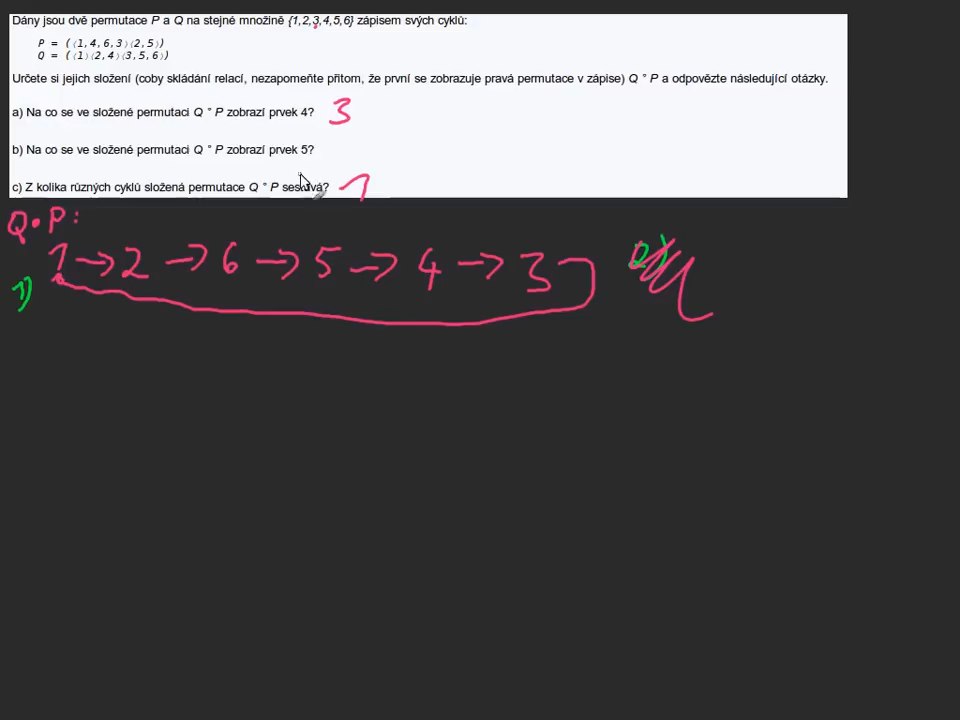 Dány jsou dvě permutace P a Q na stejné množině {1,2,3,4,5,6} zápisem svých cyklů:
P = ((1,4,6,3)(2,5))
Q = ((1)(2,4)(3,5,6))
Určete si jejich složení (coby skládání relací, nezapomeňte přitom, že první se zobrazuje pravá permutace v zápise) Q ° P a odpovězte následující otázky.
a) Na co se ve složené permutaci Q ° P zobrazí prvek 4? 3
b) Na co se ve složené permutaci Q ° P zobrazí prvek 5?
c) Z kolika různých cyklů složená permutace Q ° P sestává? 1
Q•P:
1 → 2 → 6 → 5 → 4 → 3
1)